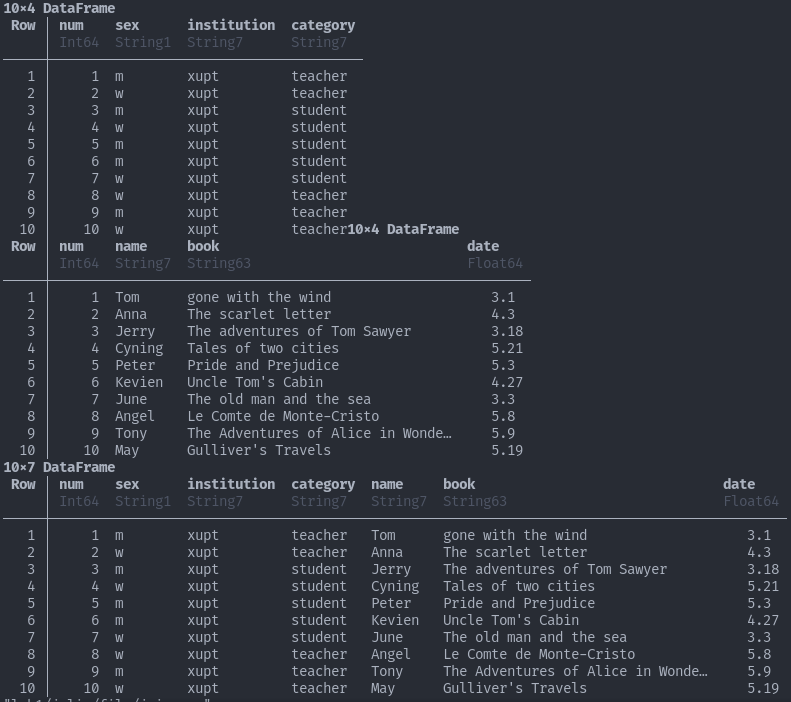 10×4 DataFrame
Row num sex institution category
Int64 String1 String7 String7
1 1 m xupt teacher
2 2 w xupt teacher
3 3 m xupt student
4 4 w xupt student
5 5 m xupt student
6 6 m xupt student
7 7 w xupt student
8 8 w xupt teacher
9 9 m xupt teacher
10 10 w xupt teacher10×4 DataFrame
Row num name book date
Int64 String7 String63 Float64
1 1 Tom gone with the wind 3.1
2 2 Anna The scarlet letter 4.3
3 3 Jerry The adventures of Tom Sawyer 3.18
4 4 Cyning Tales of two cities 5.21
5 5 Peter Pride and Prejudice 5.3
6 6 Kevien Uncle Tom's Cabin 4.27
7 7 June The old man and the sea 3.3
8 8 Angel Le Comte de Monte-Cristo 5.8
9 9 Tony The Adventures of Alice in Wonde… 5.9
10 10 May Gulliver's Travels 5.19
10×7 DataFrame
Row num sex institution category name book date
Int64 String1 String7 String7 String7 String63 Float64
1 1 m xupt teacher Tom gone with the wind 3.1
2 2 w xupt teacher Anna The scarlet letter 4.3
3 3 m xupt student Jerry The adventures of Tom Sawyer 3.18
4 4 w xupt student Cyning Tales of two cities 5.21
5 5 m xupt student Peter Pride and Prejudice 5.3
6 6 m xupt student Kevien Uncle Tom's Cabin 4.27
7 7 w xupt student June The old man and the sea 3.3
8 8 w xupt teacher Angel Le Comte de Monte-Cristo 5.8
9 9 m xupt teacher Tony The Adventures of Alice in Wonde… 5.9
10 10 w xupt teacher May Gulliver's Travels 5.19